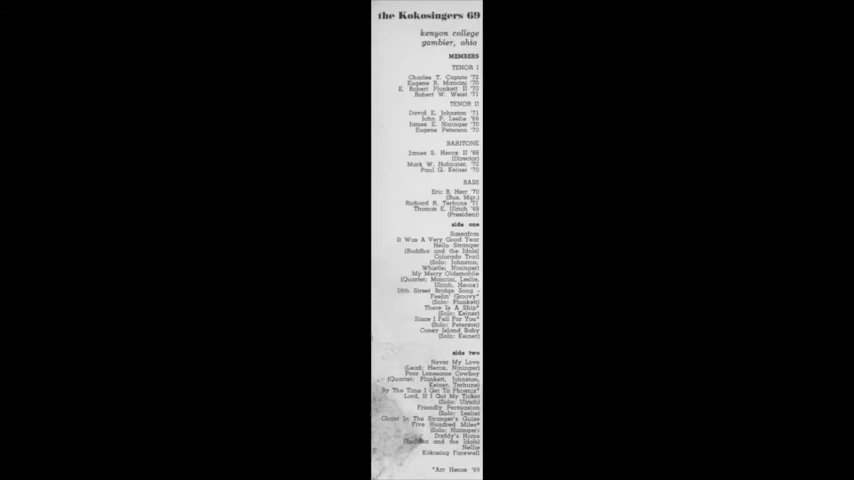 the Kokosingers 69
kenyon college
gambier, ohio
MEMBERS
TENOR I
Charles T. Capute '72
Eugene R. Mancini '70
E. Robert Plunkett II '70
Robert W. Weist '71
TENOR II
David E. Johnston '71
John P. Leslie '69
James E. Nininger '70
Eugene Peterson '70
BARITONE
James S. Hecox II '69
(Director)
Mark W. Hofmaier, '72
Paul G. Keiner '70
BASS
Eric B. Herr '70
(Bus. Mgr.)
Richard R. Terhune '71
Thomas E. Ulrich '69
(President)
side one
Sassafras
It Was A Very Good Year
Hello Stranger
(Buddha and the Idols)
Colorado Trail
(Solo: Johnston,
Whistle: Nininger)
My Merry Oldsmobile
(Quartet: Mancini, Leslie,
Ulrich, Hecox)
59th Street Bridge Song -
Feelin' Groovy*
(Solo: Plunkett)
There Is A Ship*
(Solo: Keiner)
Since I Fell For You*
(Solo: Peterson)
Coney Island Baby
(Solo: Keiner)
side two
Never My Love
(Lead: Hecox, Nininger)
Poor Lonesome Cowboy
(Quartet: Plunkett, Johnston,
Keiner, Terhune)
By The Time I Get To Phoenix*
Lord, If I Got My Ticket
(Solo: Ulrich)
Friendly Persuasion
(Solo: Leslie)
Christ In The Stranger's Guise
Five Hundred Miles*
(Solo: Nininger)
Daddy's Home
(Buddha and the Idols)
Nellie
Kokosing Farewell
*Arr Hecox '69